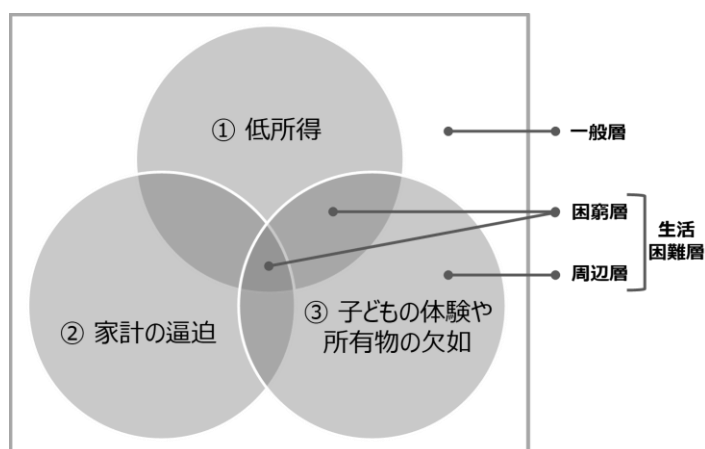 ① 低所得
一般層
困窮層
生活
困難層
周辺層
② 家計の逼迫
③ 子どもの体験や
所有物の欠如